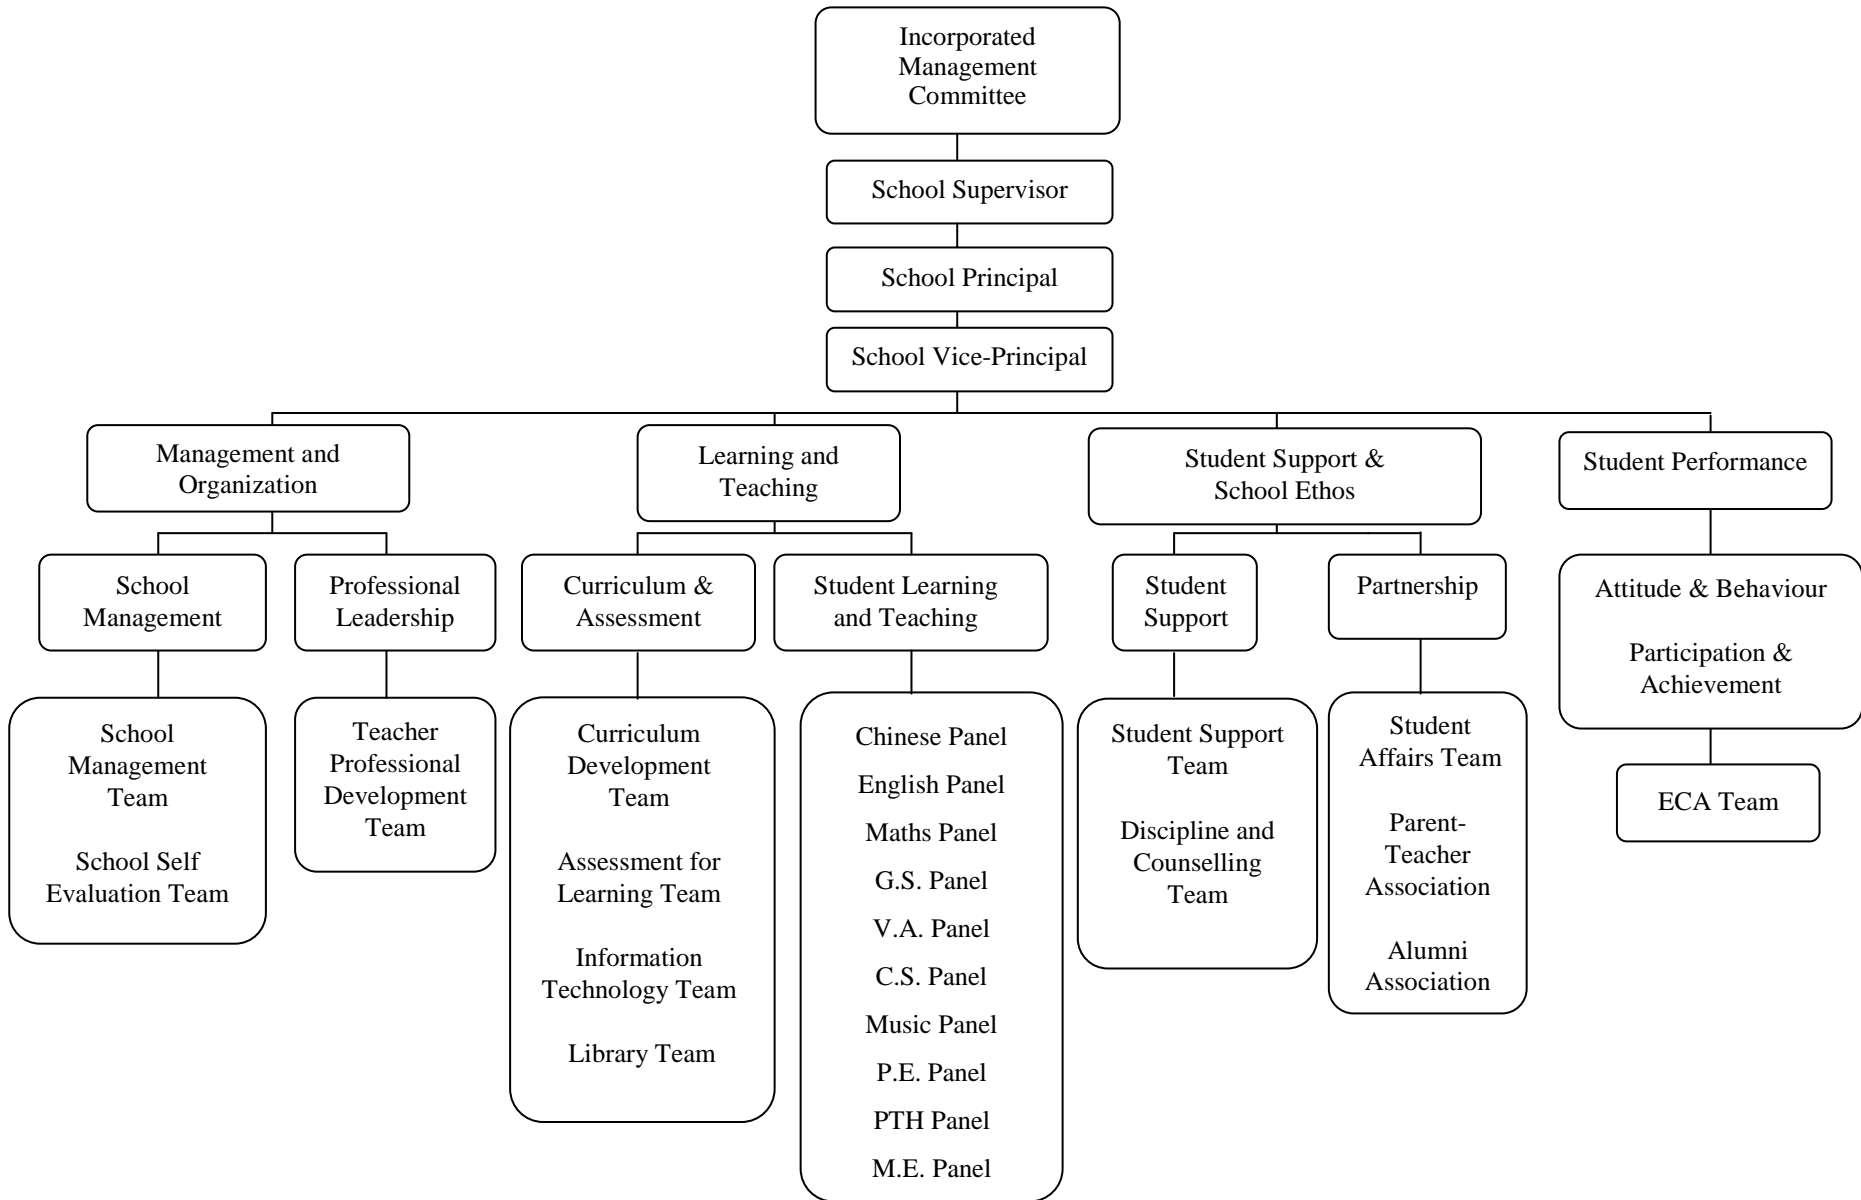 Incorporated
Management
Committee
School Supervisor
School Principal
School Vice-Principal
Management and
Organization
Learning and
Teaching
Student Support &
School Ethos
Student Performance
School
Management
Professional
Leadership
Curriculum &
Assessment
Student Learning
and Teaching
Student
Support
Partnership
Attitude & Behaviour
Participation &
Achievement
School
Management
Team
School Self
Evaluation Team
Teacher
Professional
Development
Team
Curriculum
Development
Team
Assessment for
Learning Team
Information
Technology Team
Library Team
Chinese Panel
English Panel
Maths Panel
G.S. Panel
V.A. Panel
C.S. Panel
Music Panel
P.E. Panel
PTH Panel
M.E. Panel
Student Support
Team
Discipline and
Counselling
Team
Student
Affairs Team
Parent-
Teacher
Association
Alumni
Association
ECA Team